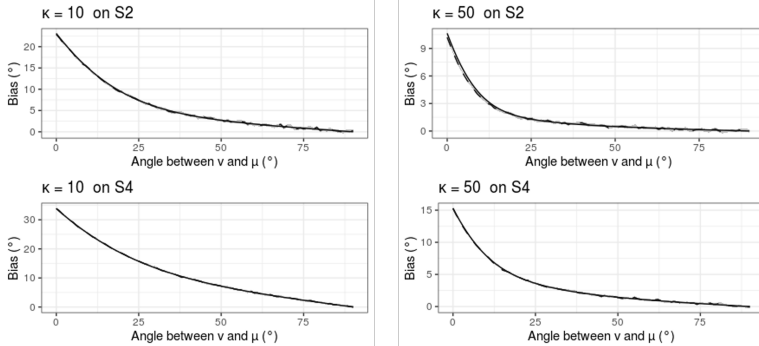 κ = 10 on S2
20
15
10
5
0
Bias (°)
0 25 50 75
Angle between v and μ (°)
κ = 50 on S2
9
6
3
0
Bias (°)
0 25 50 75
Angle between v and μ (°)
κ = 10 on S4
30
20
10
0
Bias (°)
0 25 50 75
Angle between v and μ (°)
κ = 50 on S4
15
10
5
0
Bias (°)
0 25 50 75
Angle between v and μ (°)